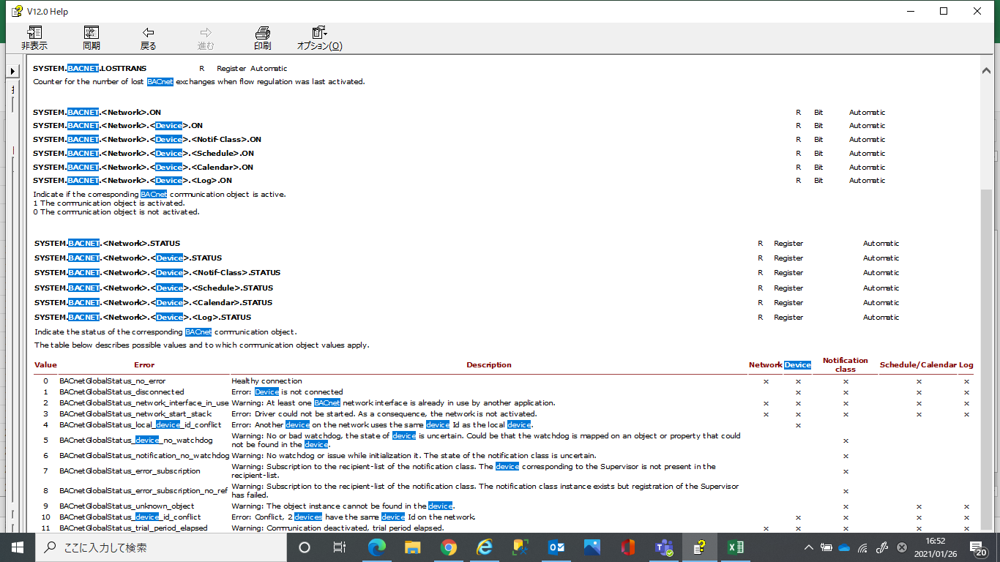 V12.0 Help
非表示 同期 戻る 進む 印刷 オプション(O)
SYSTEM.BACNET.LOSTTRANS R Register Automatic
Counter for the number of lost BACnet exchanges when flow regulation was last activated.
SYSTEM.BACNET.<Network>.ON R Bit Automatic
SYSTEM.BACNET.<Network>.<Device>.ON R Bit Automatic
SYSTEM.BACNET.<Network>.<Device>.<Notif-Class>.ON R Bit Automatic
SYSTEM.BACNET.<Network>.<Device>.<Schedule>.ON R Bit Automatic
SYSTEM.BACNET.<Network>.<Device>.<Calendar>.ON R Bit Automatic
SYSTEM.BACNET.<Network>.<Device>.<Log>.ON R Bit Automatic
Indicate if the corresponding BACnet communication object is active.
1 The communication object is activated.
0 The communication object is not activated.
SYSTEM.BACNET.<Network>.STATUS R Register Automatic
SYSTEM.BACNET.<Network>.<Device>.STATUS R Register Automatic
SYSTEM.BACNET.<Network>.<Device>.<Notif-Class>.STATUS R Register Automatic
SYSTEM.BACNET.<Network>.<Device>.<Schedule>.STATUS R Register Automatic
SYSTEM.BACNET.<Network>.<Device>.<Calendar>.STATUS R Register Automatic
SYSTEM.BACNET.<Network>.<Device>.<Log>.STATUS R Register Automatic
Indicate the status of the corresponding BACnet communication object.
The table below describes possible values and to which communication object values apply.
Value Error Description Network Device Notification class Schedule/Calendar Log
0 BACnetGlobalStatus_no_error Healthy connection x x x x x
1 BACnetGlobalStatus_disconnected Error: Device is not connected x x x x
2 BACnetGlobalStatus_network_interface_in_use Warning: At least one BACnet network interface is already in use by another application. x x x x x
3 BACnetGlobalStatus_network_start_stack Error: Driver could not be started. As a consequence, the network is not activated. x x x x x
4 BACnetGlobalStatus_local_device_id_conflict Error: Another device on the network uses the same device Id as the local device. x
5 BACnetGlobalStatus_device_no_watchdog Warning: No or bad watchdog, the state of device is uncertain. Could be that the watchdog is mapped on an object or property that could
not be found in the device. x
6 BACnetGlobalStatus_notification_no_watchdog Warning: No watchdog or issue while initialization it. The state of the notification class is uncertain. x
7 BACnetGlobalStatus_error_subscription Warning: Subscription to the recipient-list of the notification class. The device corresponding to the Supervisor is not present in the
recipient-list. x
8 BACnetGlobalStatus_error_subscription_no_ref Warning: Subscription to the recipient-list of the notification class. The notification class instance exists but registration of the Supervisor
has failed. x
9 BACnetGlobalStatus_unknown_object Warning: The object instance cannot be found in the device. x x x
10 BACnetGlobalStatus_device_id_conflict Error: Conflict, 2 devices have the same device Id on the network. x x x x
11 BACnetGlobalStatus_trial_period_elapsed Warning: Communication deactivated, trial period elapsed. x x x x x
ここに入力して検索
16:52
2021/01/26
20